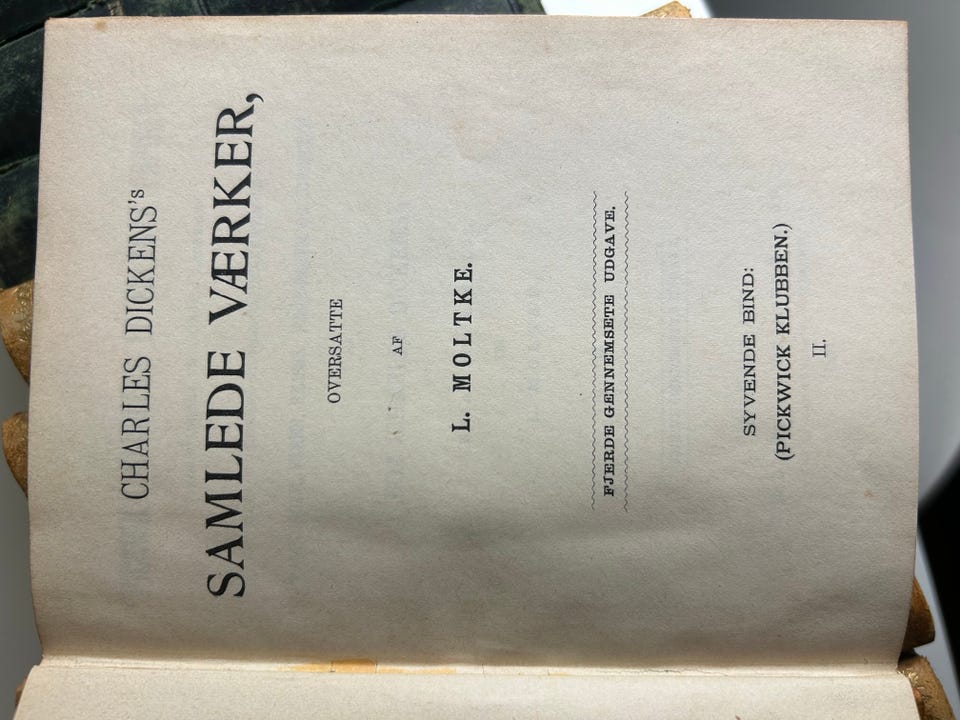 CHARLES DICKENS's
SAMLEDE VÆRKER,
OVERSATTE
AF
L. MOLTKE.
FJERDE GENNEMSETE UDGAVE.
SYVENDE BIND:
(PICKWICK KLUBBEN.)
II.